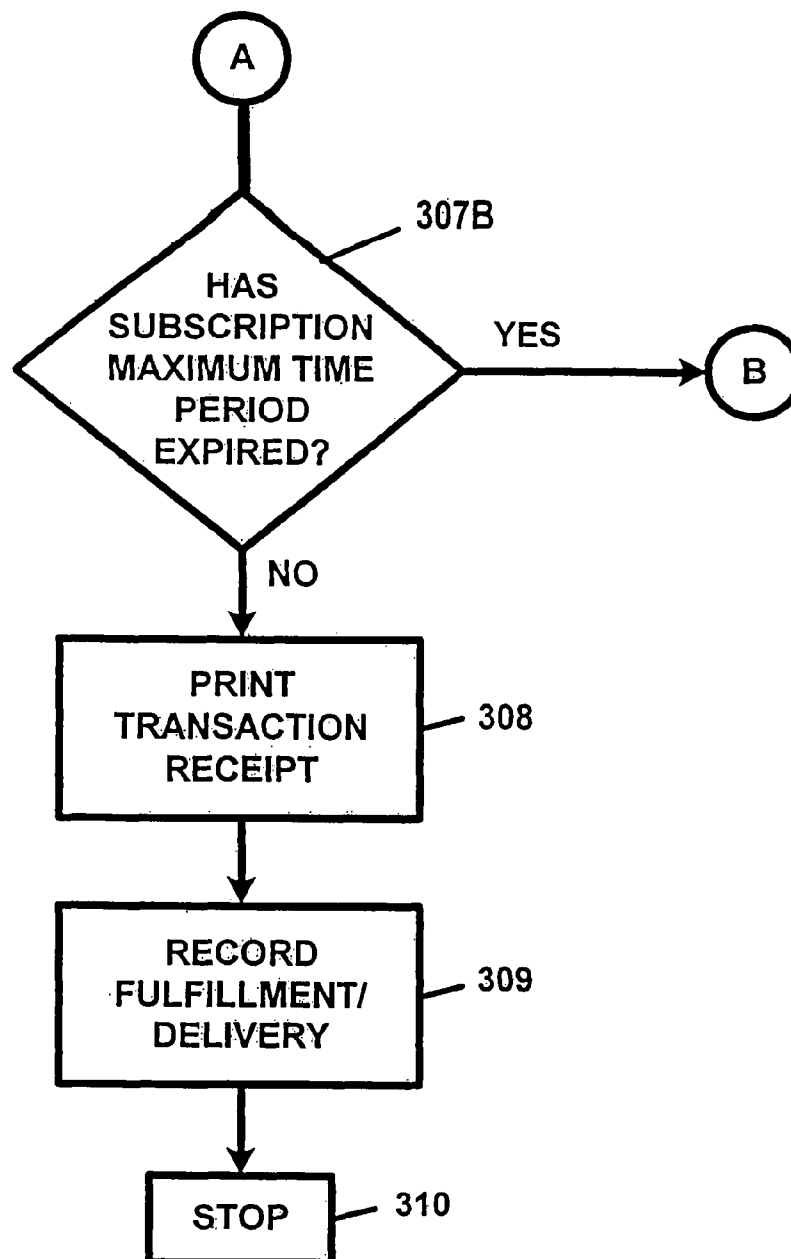 A
307B
HAS
SUBSCRIPTION
MAXIMUM TIME
PERIOD
EXPIRED?
YES
B
NO
PRINT
TRANSACTION
RECEIPT
308
RECORD
FULFILLMENT/
DELIVERY
309
STOP
310